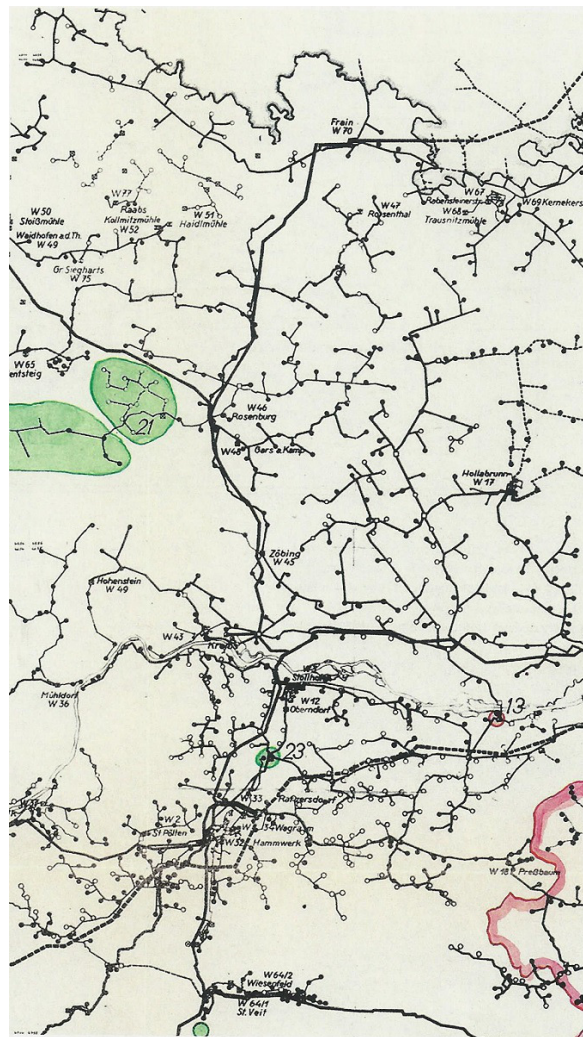 Frain
W 70
W 77
Raabs
Kollmitzmühle
W 52
W 51
Haidlmühle
W 47
Rosenthal
W 67
Rabensteinerstr.
W 68
Trausnitzmühle
W 69 Kernekers
W 50
Stoißmühle
Waidhofen a.d.Th.
W 49
Gr Siegharts
W 75
W 65
entsteig
21
W 46
Rosenburg
W 48
Gars a. Kamp
Hollabrunn
W 17
Zöbing
W 45
Hohenstein
W 49
W 43
Krems
Mühldorf
W 36
W 12
Oberndorf
13
23
W 33
Ratzersdorf
W 2
St Pölten
Wagram
W 32
Hammwerk
W 18
Preßbaum
W 64/2
Wiesenfeld
W 64/1
St. Veit